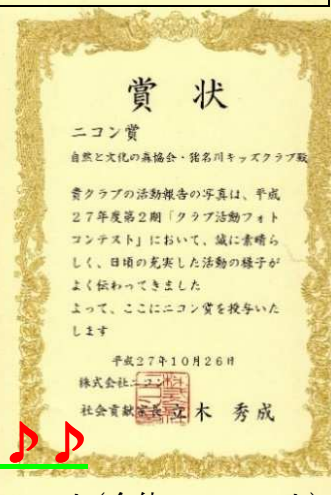 賞状
ニコン賞
自然と文化の森協会・猪名川キッズクラブ殿
貴クラブの活動報告の写真は、平成
27年度第2期「クラブ活動フォト
コンテスト」において、誠に素晴ら
しく、日頃の充実した活動の様子が
よく伝わってきました
よって、ここにニコン賞を授与いた
します
平成27年10月26日
株式会社ニコン
社会貢献室長 立木 秀成
♪♪